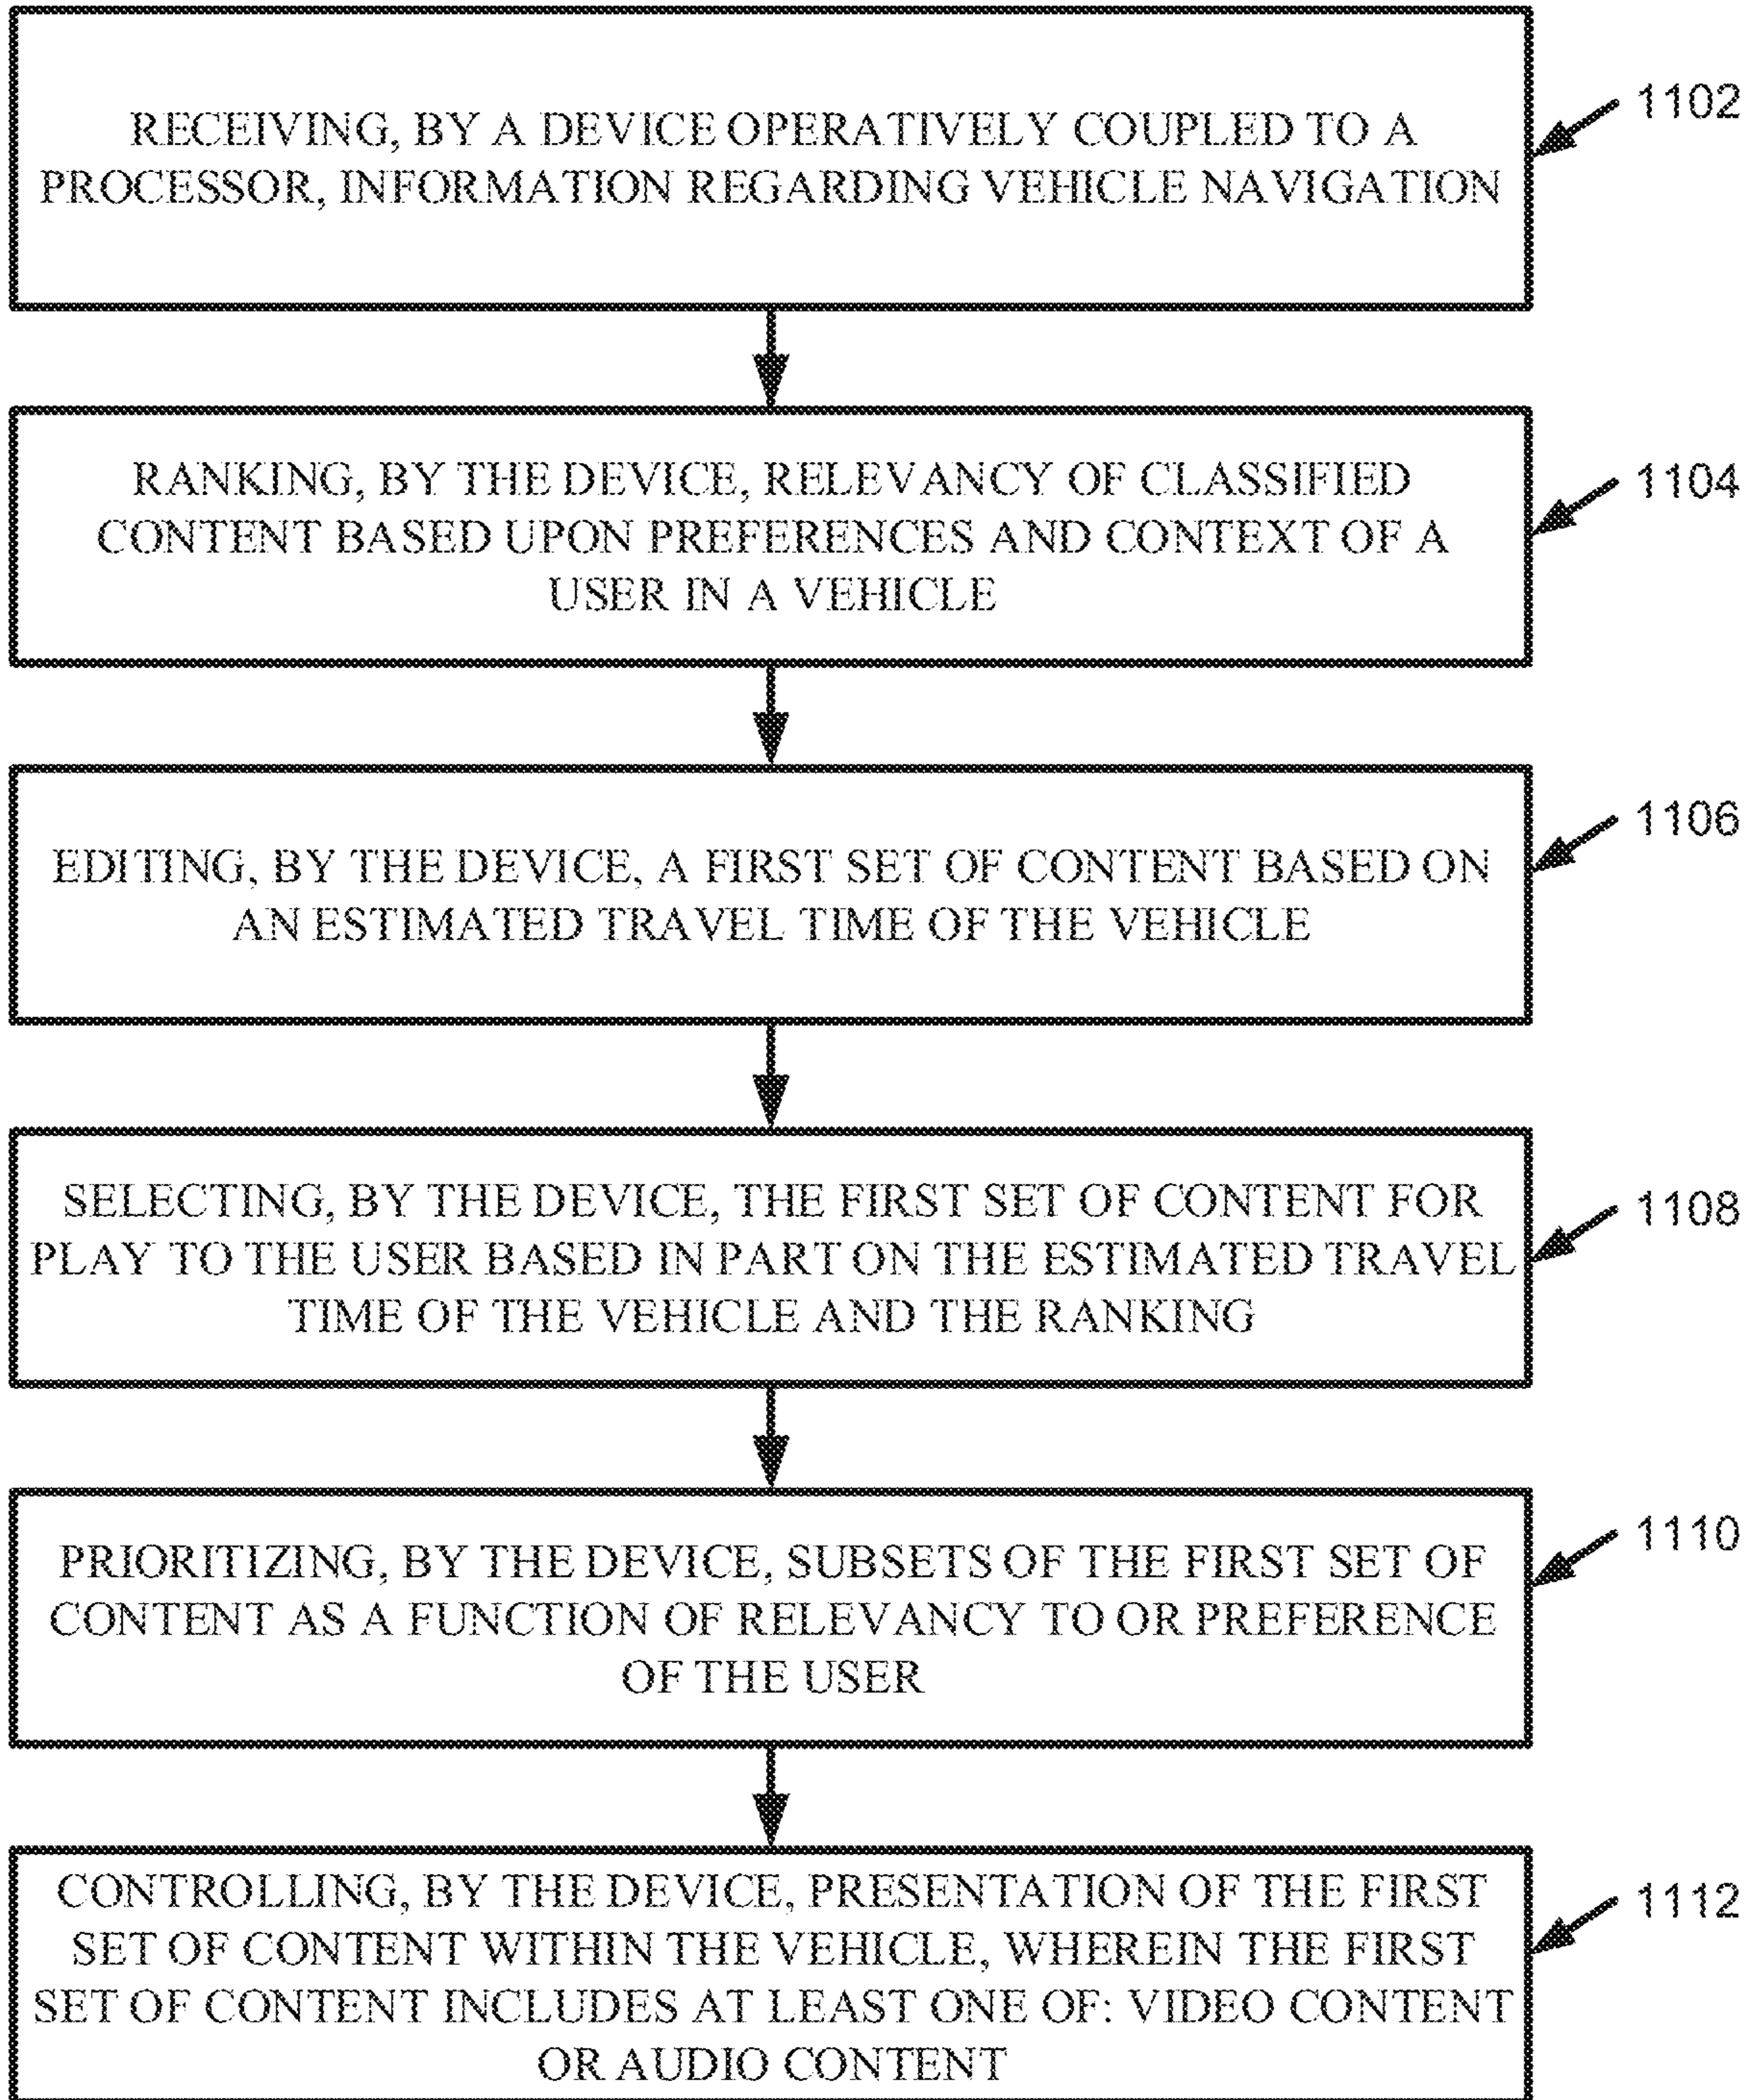 RECEIVING, BY A DEVICE OPERATIVELY COUPLED TO A
PROCESSOR, INFORMATION REGARDING VEHICLE NAVIGATION
1102
RANKING, BY THE DEVICE, RELEVANCY OF CLASSIFIED
CONTENT BASED UPON PREFERENCES AND CONTEXT OF A
USER IN A VEHICLE
1104
EDITING, BY THE DEVICE, A FIRST SET OF CONTENT BASED ON
AN ESTIMATED TRAVEL TIME OF THE VEHICLE
1106
SELECTING, BY THE DEVICE, THE FIRST SET OF CONTENT FOR
PLAY TO THE USER BASED IN PART ON THE ESTIMATED TRAVEL
TIME OF THE VEHICLE AND THE RANKING
1108
PRIORITIZING, BY THE DEVICE, SUBSETS OF THE FIRST SET OF
CONTENT AS A FUNCTION OF RELEVANCY TO OR PREFERENCE
OF THE USER
1110
CONTROLLING, BY THE DEVICE, PRESENTATION OF THE FIRST
SET OF CONTENT WITHIN THE VEHICLE, WHEREIN THE FIRST
SET OF CONTENT INCLUDES AT LEAST ONE OF: VIDEO CONTENT
OR AUDIO CONTENT
1112